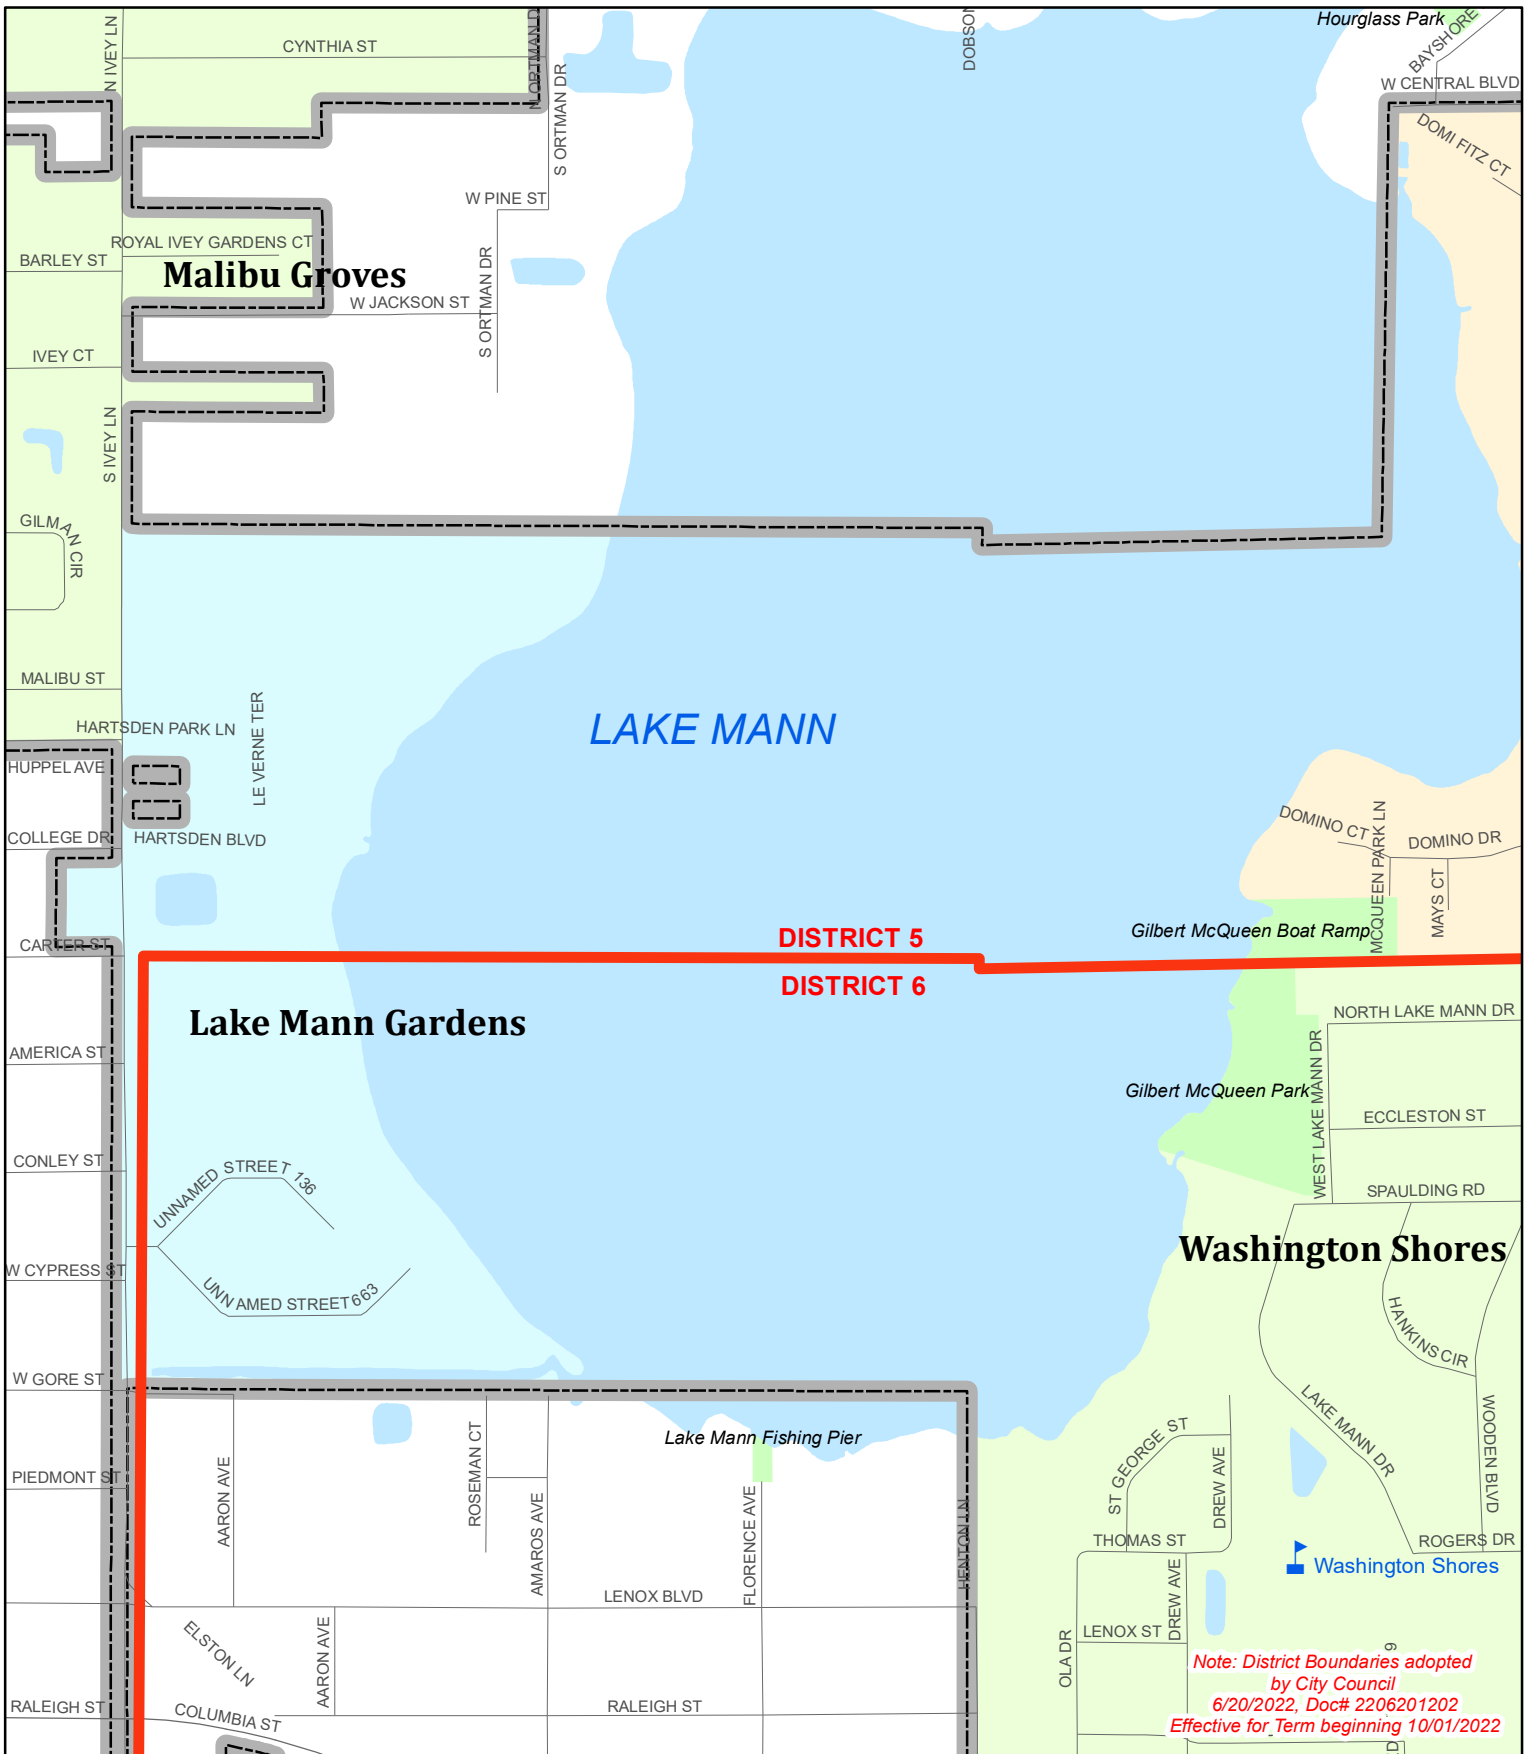 Hourglass Park
N IVEY LN
CYNTHIA ST
N ORTMAN D
S ORTMAN DR
DOBSON
BAYSHORE
W CENTRAL BLVD
DOMI FITZ CT
W PINE ST
ROYAL IVEY GARDENS CT
BARLEY ST
Malibu Groves
W JACKSON ST
S ORTMAN DR
IVEY CT
S IVEY LN
GILMAN CIR
MALIBU ST
HARTSDEN PARK LN
LE VERNE TER
LAKE MANN
HUPPEL AVE
COLLEGE DR
HARTSDEN BLVD
DOMINO CT
MCQUEEN PARK LN
DOMINO DR
MAYS CT
CARTER ST
DISTRICT 5
Gilbert McQueen Boat Ramp
DISTRICT 6
Lake Mann Gardens
NORTH LAKE MANN DR
AMERICA ST
WEST LAKE MANN DR
Gilbert McQueen Park
ECCLESTON ST
CONLEY ST
UNNAMED STREET 136
SPAULDING RD
Washington Shores
W CYPRESS ST
UNNAMED STREET 663
HANKINS CIR
W GORE ST
LAKE MANN DR
WOODEN BLVD
Lake Mann Fishing Pier
ROSEMAN CT
ST GEORGE ST
DREW AVE
PIEDMONT ST
AARON AVE
AMAROS AVE
FLORENCE AVE
HENTON LN
THOMAS ST
ROGERS DR
Washington Shores
DREW AVE
LENOX BLVD
ELSTON LN
AARON AVE
OLA DR
LENOX ST
Note: District Boundaries adopted
by City Council
6/20/2022, Doc# 2206201202
Effective for Term beginning 10/01/2022
RALEIGH ST
COLUMBIA ST
RALEIGH ST